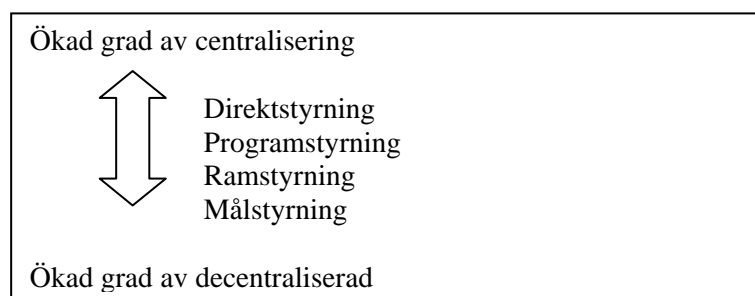 Ökad grad av centralisering
Direktstyrning
Programstyrning
Ramstyrning
Målstyrning
Ökad grad av decentraliserad